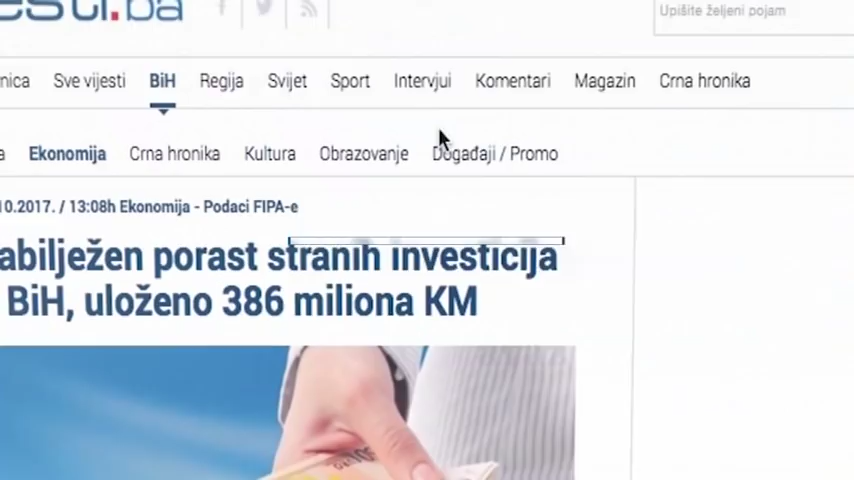 esti.ba
Upišite željeni pojam
nica Sve vijesti BiH Regija Svijet Sport Intervjui Komentari Magazin Crna hronika
a Ekonomija Crna hronika Kultura Obrazovanje Događaji / Promo
10.2017. / 13:08h Ekonomija - Podaci FIPA-e
abilježen porast stranih investicija
BiH, uloženo 386 miliona KM